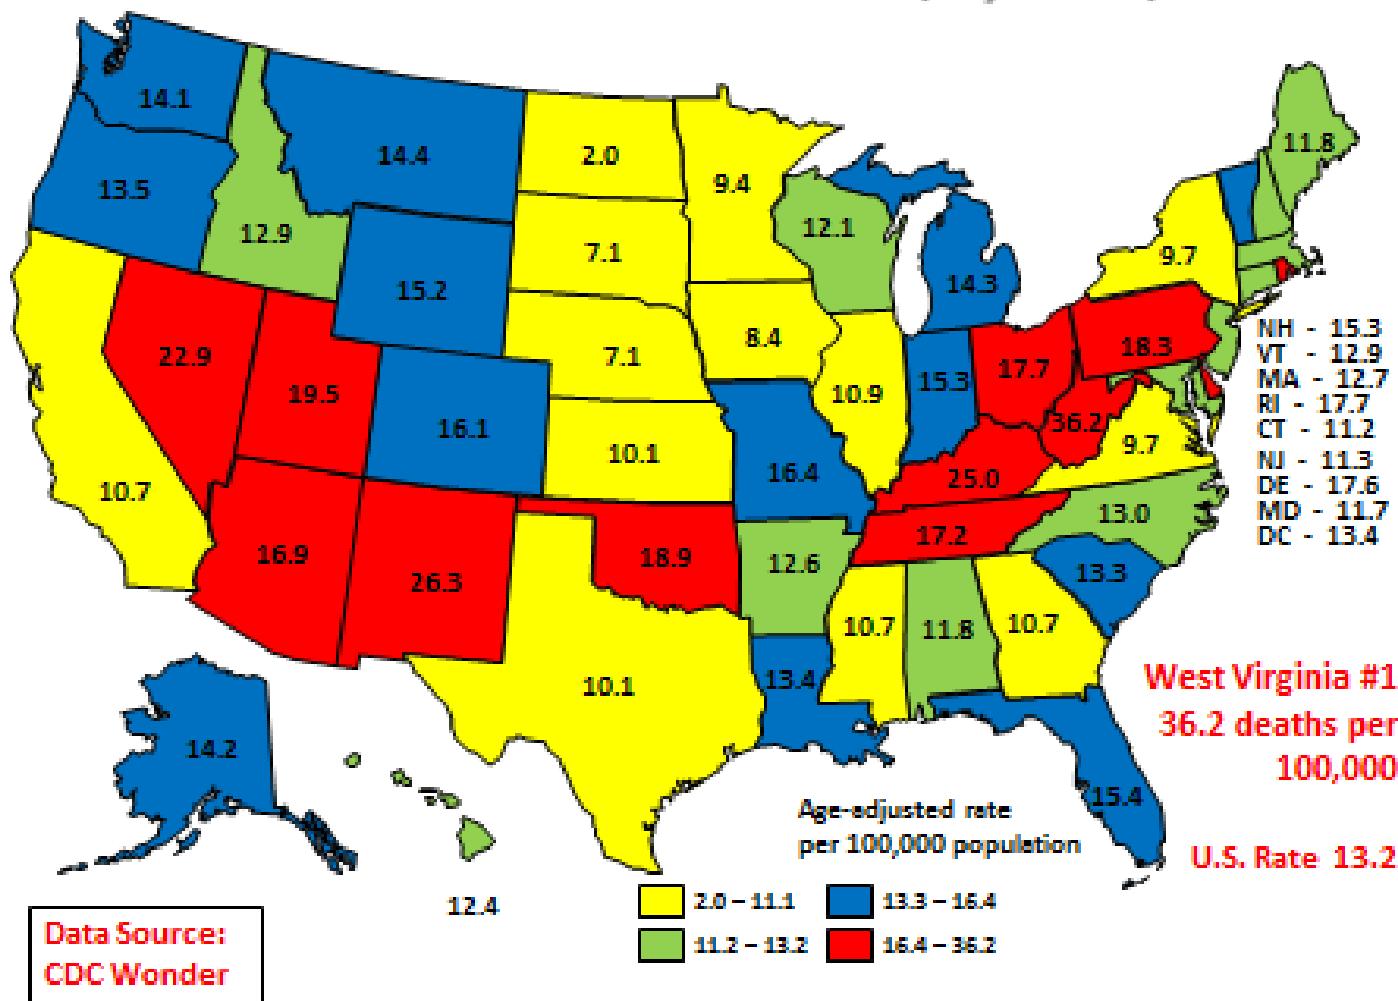 14.1
14.4
2.0
9.4
11.8
13.5
12.9
12.1
7.1
9.7
15.2
14.3
8.4
18.3
NH - 15.3
VT - 12.9
MA - 12.7
RI - 17.7
CT - 11.2
NJ - 11.3
DE - 17.6
MD - 11.7
DC - 13.4
22.9
7.1
17.7
19.5
10.9
15.3
16.1
36.2
9.7
10.1
16.4
25.0
10.7
13.0
17.2
16.9
26.3
18.9
12.6
13.3
10.7
11.8
10.7
10.1
13.4
West Virginia #1
36.2 deaths per
100,000
14.2
15.4
Age-adjusted rate
per 100,000 population
U.S. Rate 13.2
12.4
2.0 – 11.1
13.3 – 16.4
11.2 – 13.2
16.4 – 36.2
Data Source:
CDC Wonder